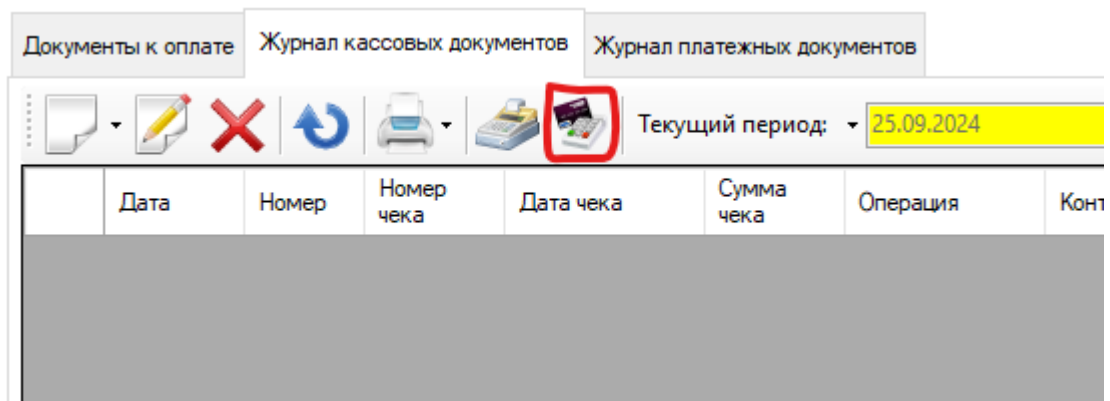 Документы к оплате Журнал кассовых документов Журнал платежных документов
Текущий период: 25.09.2024
Дата Номер Номер чека Дата чека Сумма чека Операция Конт